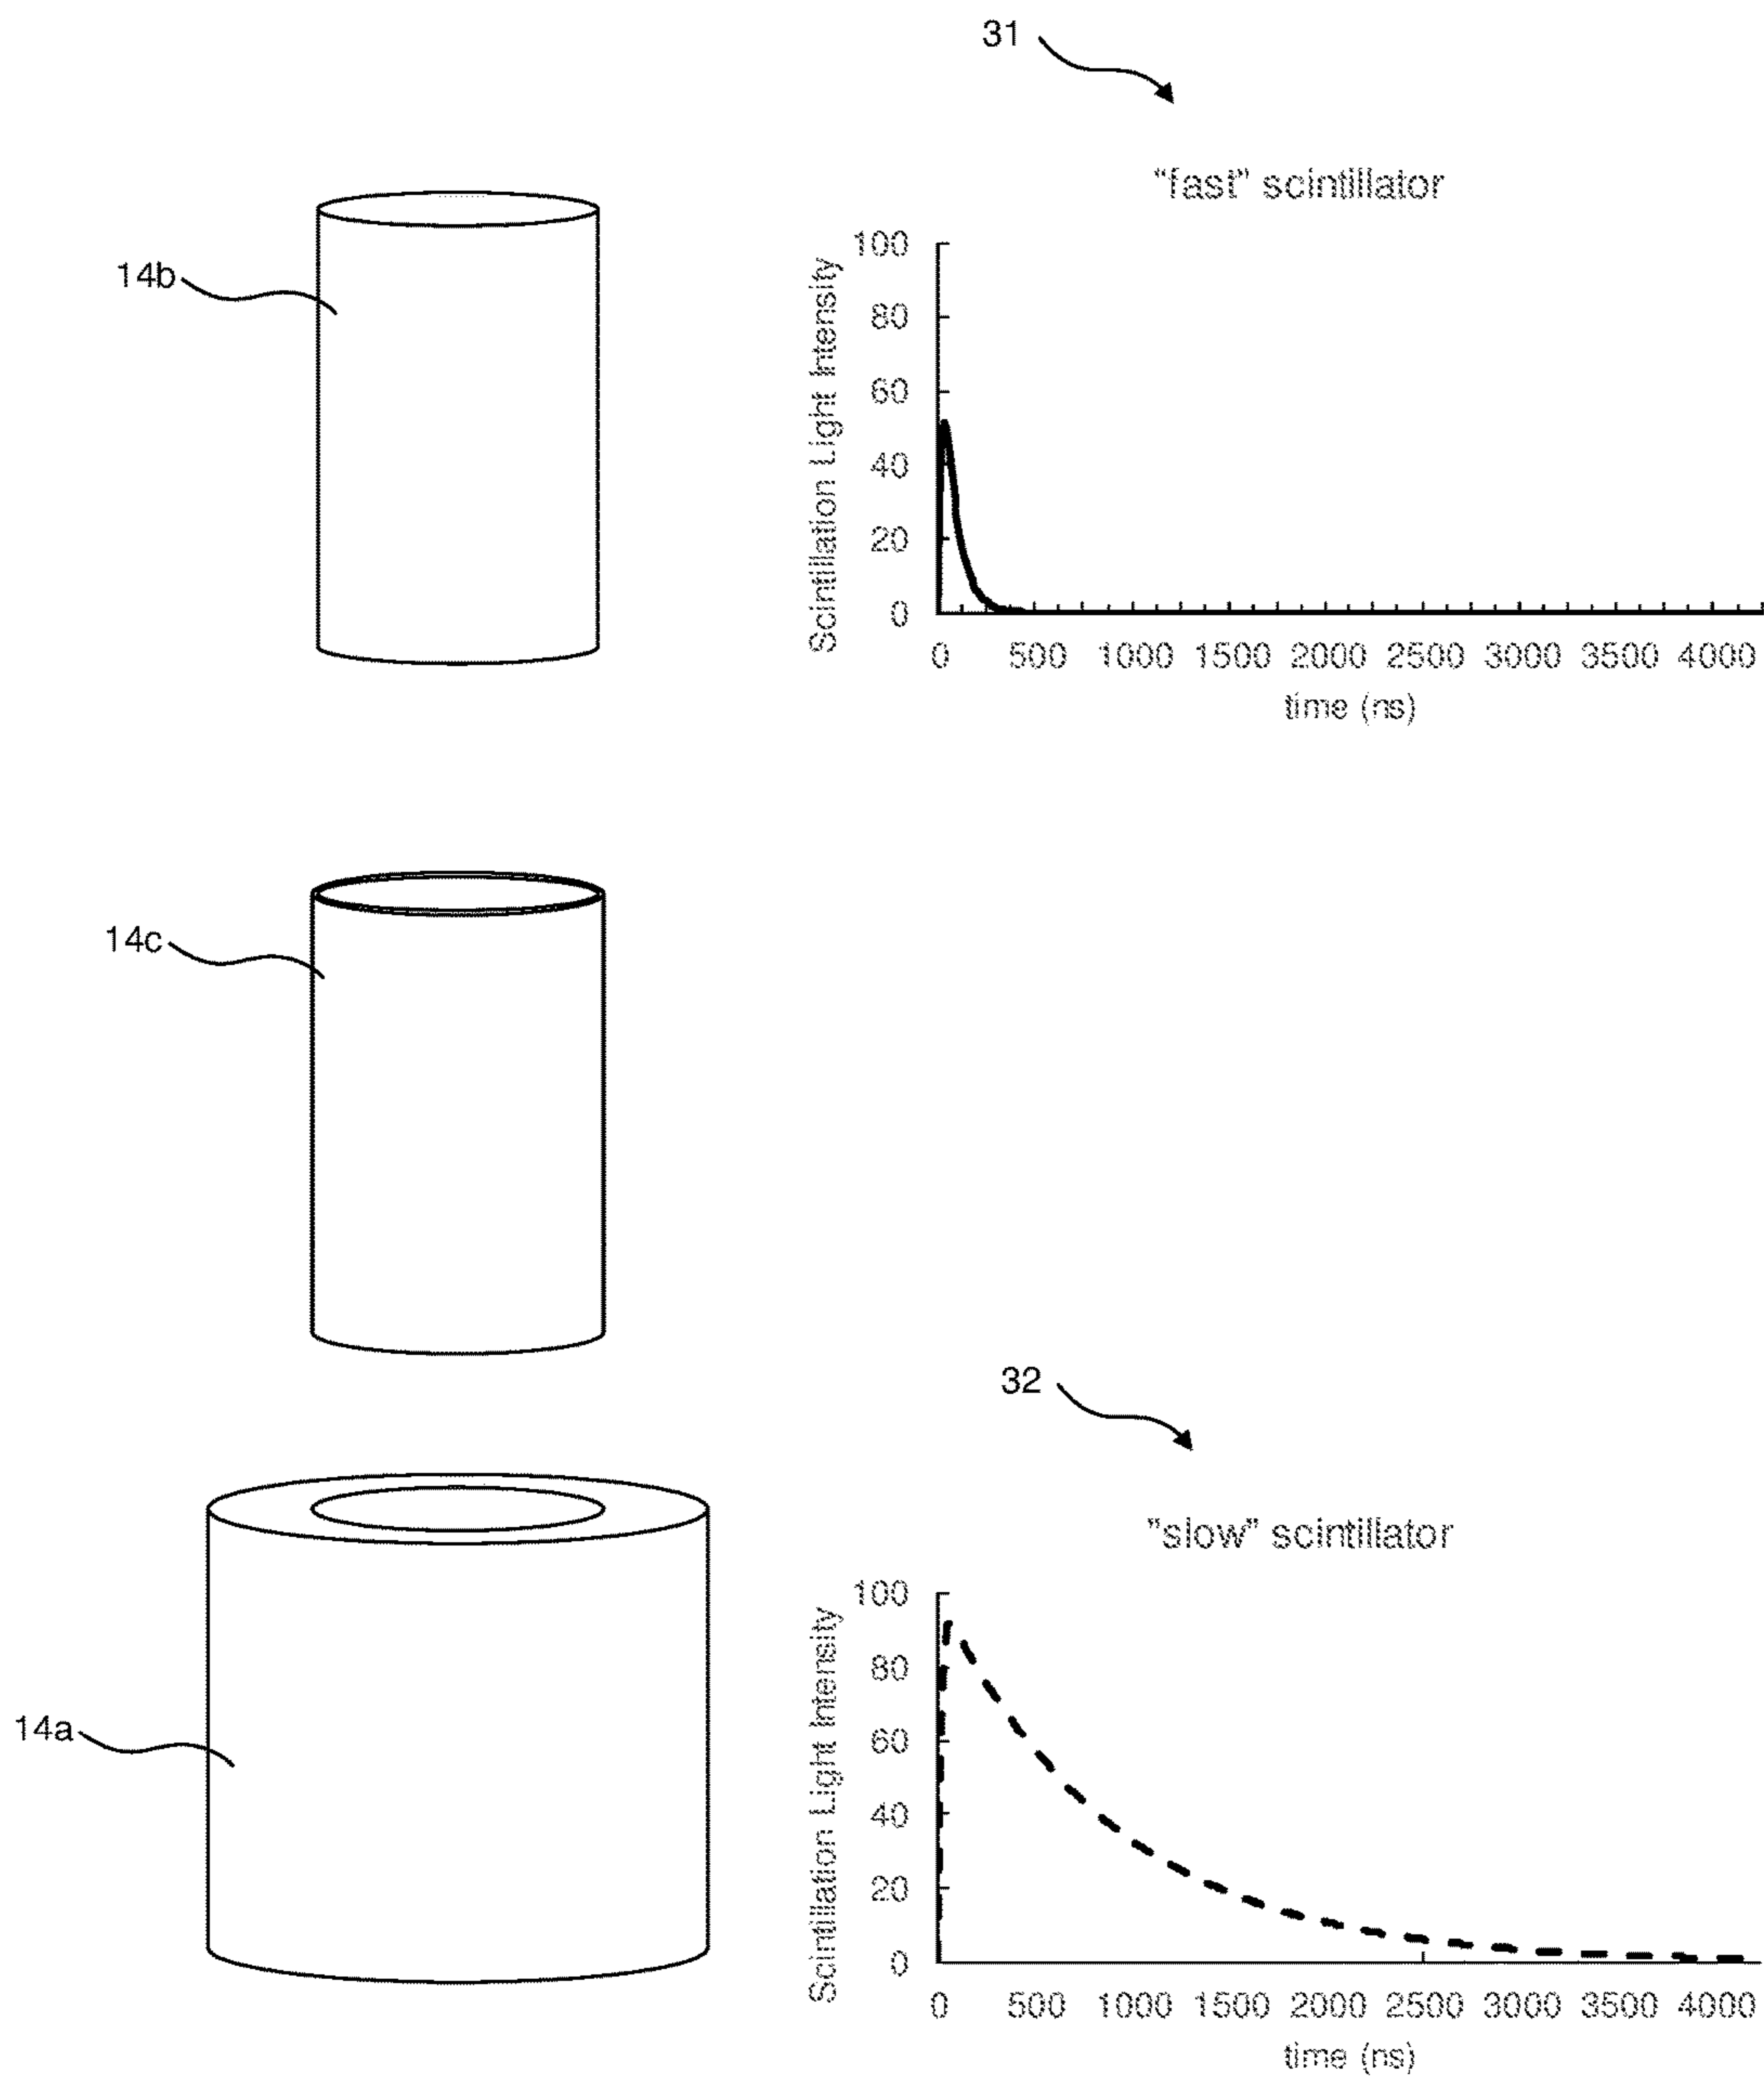 31
"fast" scintillator
14b
Scintillation Light Intensity
100
80
60
40
20
0
0 500 1000 1500 2000 2500 3000 3500 4000
time (ns)
14c
32
"slow" scintillator
14a
Scintillation Light Intensity
100
80
60
40
20
0
0 500 1000 1500 2000 2500 3000 3500 4000
time (ns)